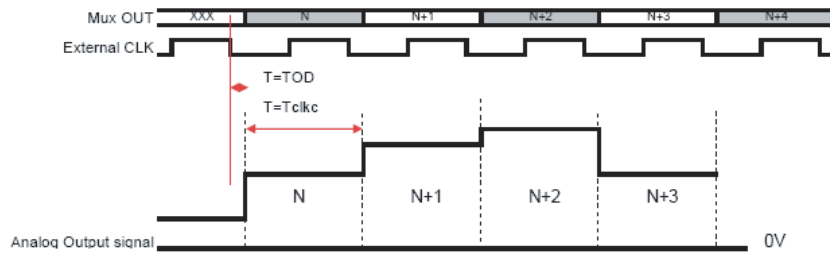 Mux OUT XXX N N+1 N+2 N+3 N+4
External CLK
T=TOD
T=Tclkc
N N+1 N+2 N+3
Analog Output signal 0V